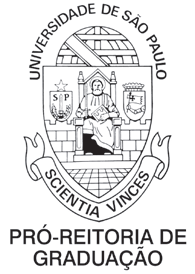 UNIVERSIDADE DE SÃO PAULO
S P
SCIENTIA VINCES
PRÓ-REITORIA DE
GRADUAÇÃO